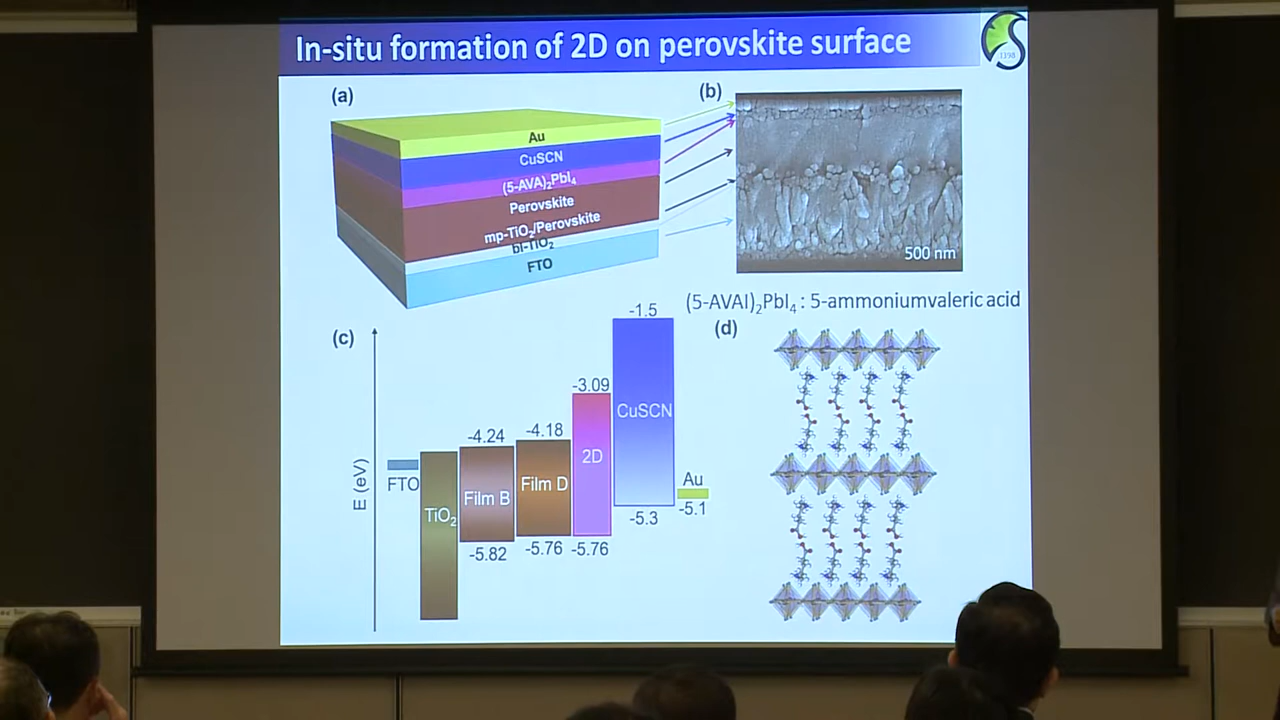 In-situ formation of 2D on perovskite surface
1398
(a)
Au
CuSCN
(5-AVA)₂PbI₄
Perovskite
mp-TiO₂/Perovskite
bl-TiO₂
FTO
(b)
500 nm
(5-AVAI)₂PbI₄ : 5-ammoniumvaleric acid
(c)
E (eV)
FTO
TiO₂
-4.24
Film B
-5.82
-4.18
Film D
-5.76
-3.09
2D
-5.76
-1.5
CuSCN
-5.3
Au
-5.1
(d)